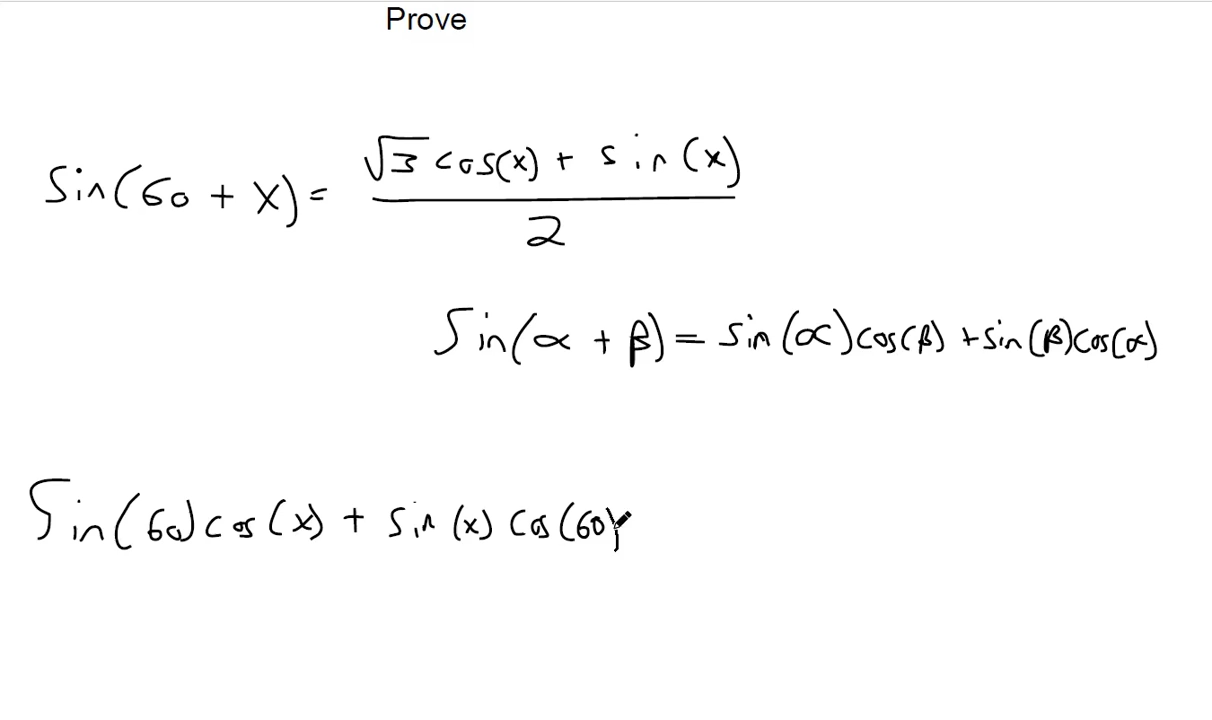 Prove
Sin(60 + x) = √3 cos(x) + sin(x)
2
Sin(α + β) = Sin(α)cos(β) + Sin(β)cos(α)
Sin(60)cos(x) + Sin(x) cos(60)